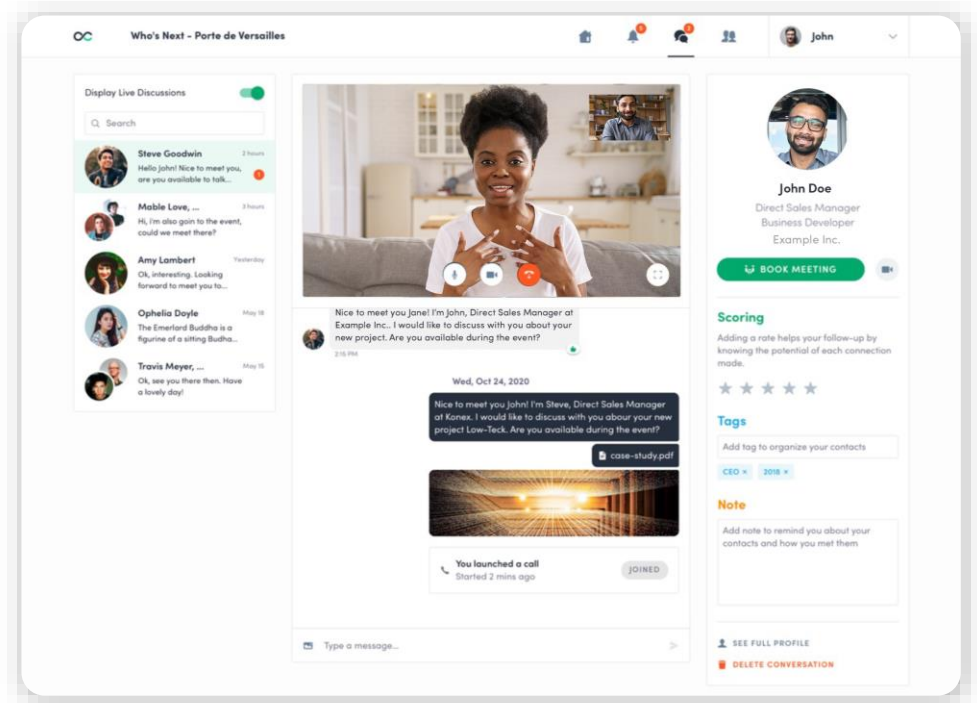 Who's Next - Porte de Versailles
5
3
John
Display Live Discussions
Search
Steve Goodwin
2 hours
Hello John! Nice to meet you,
are you available to talk...
1
Mable Love, ...
3 hours
Hi, i'm also goin to the event,
could we meet there?
Amy Lambert
Yesterday
Ok, interesting. Looking
forward to meet you to...
Ophelia Doyle
May 18
The Emerlard Buddha is a
figurine of a sitting Budha...
Travis Meyer, ...
May 15
Ok, see you there then. Have
a lovely day!
Nice to meet you Jane! I'm John, Direct Sales Manager at
Example Inc.. I would like to discuss with you about your
new project. Are you available during the event?
2:15 PM
Wed, Oct 24, 2020
Nice to meet you John! I'm Steve, Direct Sales Manager
at Konex. I would like to discuss with you abour your new
project Low-Teck. Are you available during the event?
case-study.pdf
You launched a call
Started 2 mins ago
JOINED
Type a message...
John Doe
Direct Sales Manager
Business Developer
Example Inc.
BOOK MEETING
Scoring
Adding a rate helps your follow-up by
knowing the potential of each connection
made.
Tags
Add tag to organize your contacts
CEO ×
2018 ×
Note
Add note to remind you about your
contacts and how you met them
SEE FULL PROFILE
DELETE CONVERSATION